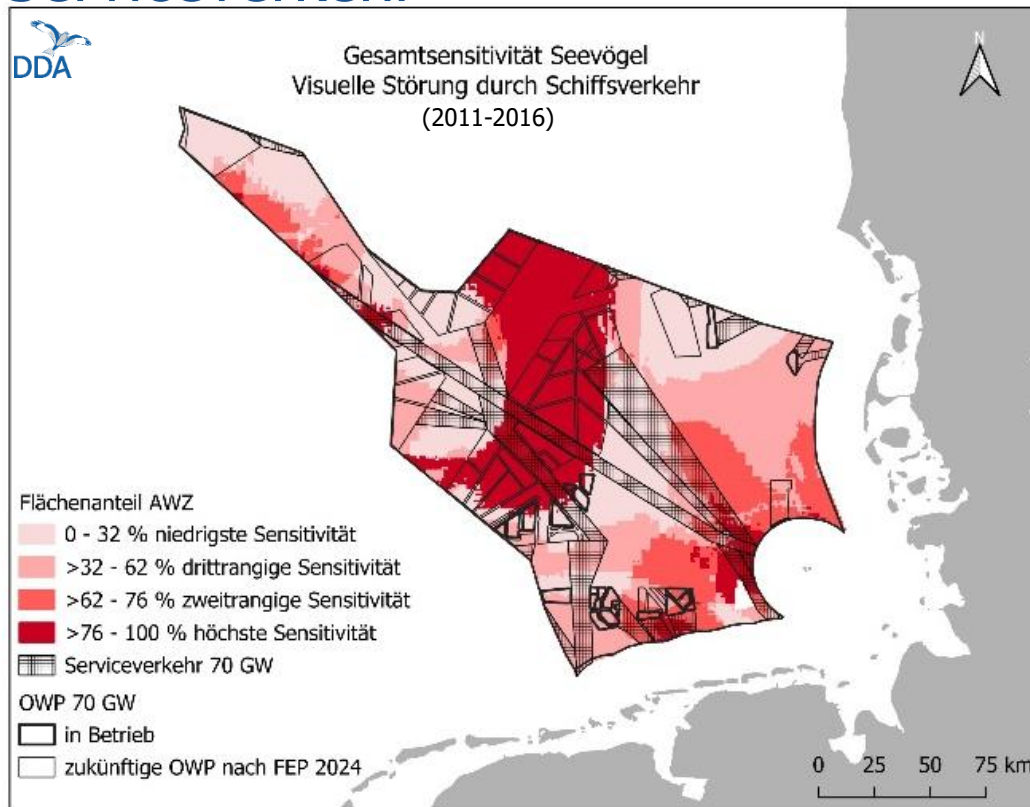 Serviceverkehr
DDA
Gesamtsensitivität Seevögel
Visuelle Störung durch Schiffsverkehr
(2011-2016)
N
Flächenanteil AWZ
0 - 32 % niedrigste Sensitivität
>32 - 62 % drittrangige Sensitivität
>62 - 76 % zweitrangige Sensitivität
>76 - 100 % höchste Sensitivität
Serviceverkehr 70 GW
OWP 70 GW
in Betrieb
zukünftige OWP nach FEP 2024
0 25 50 75 km